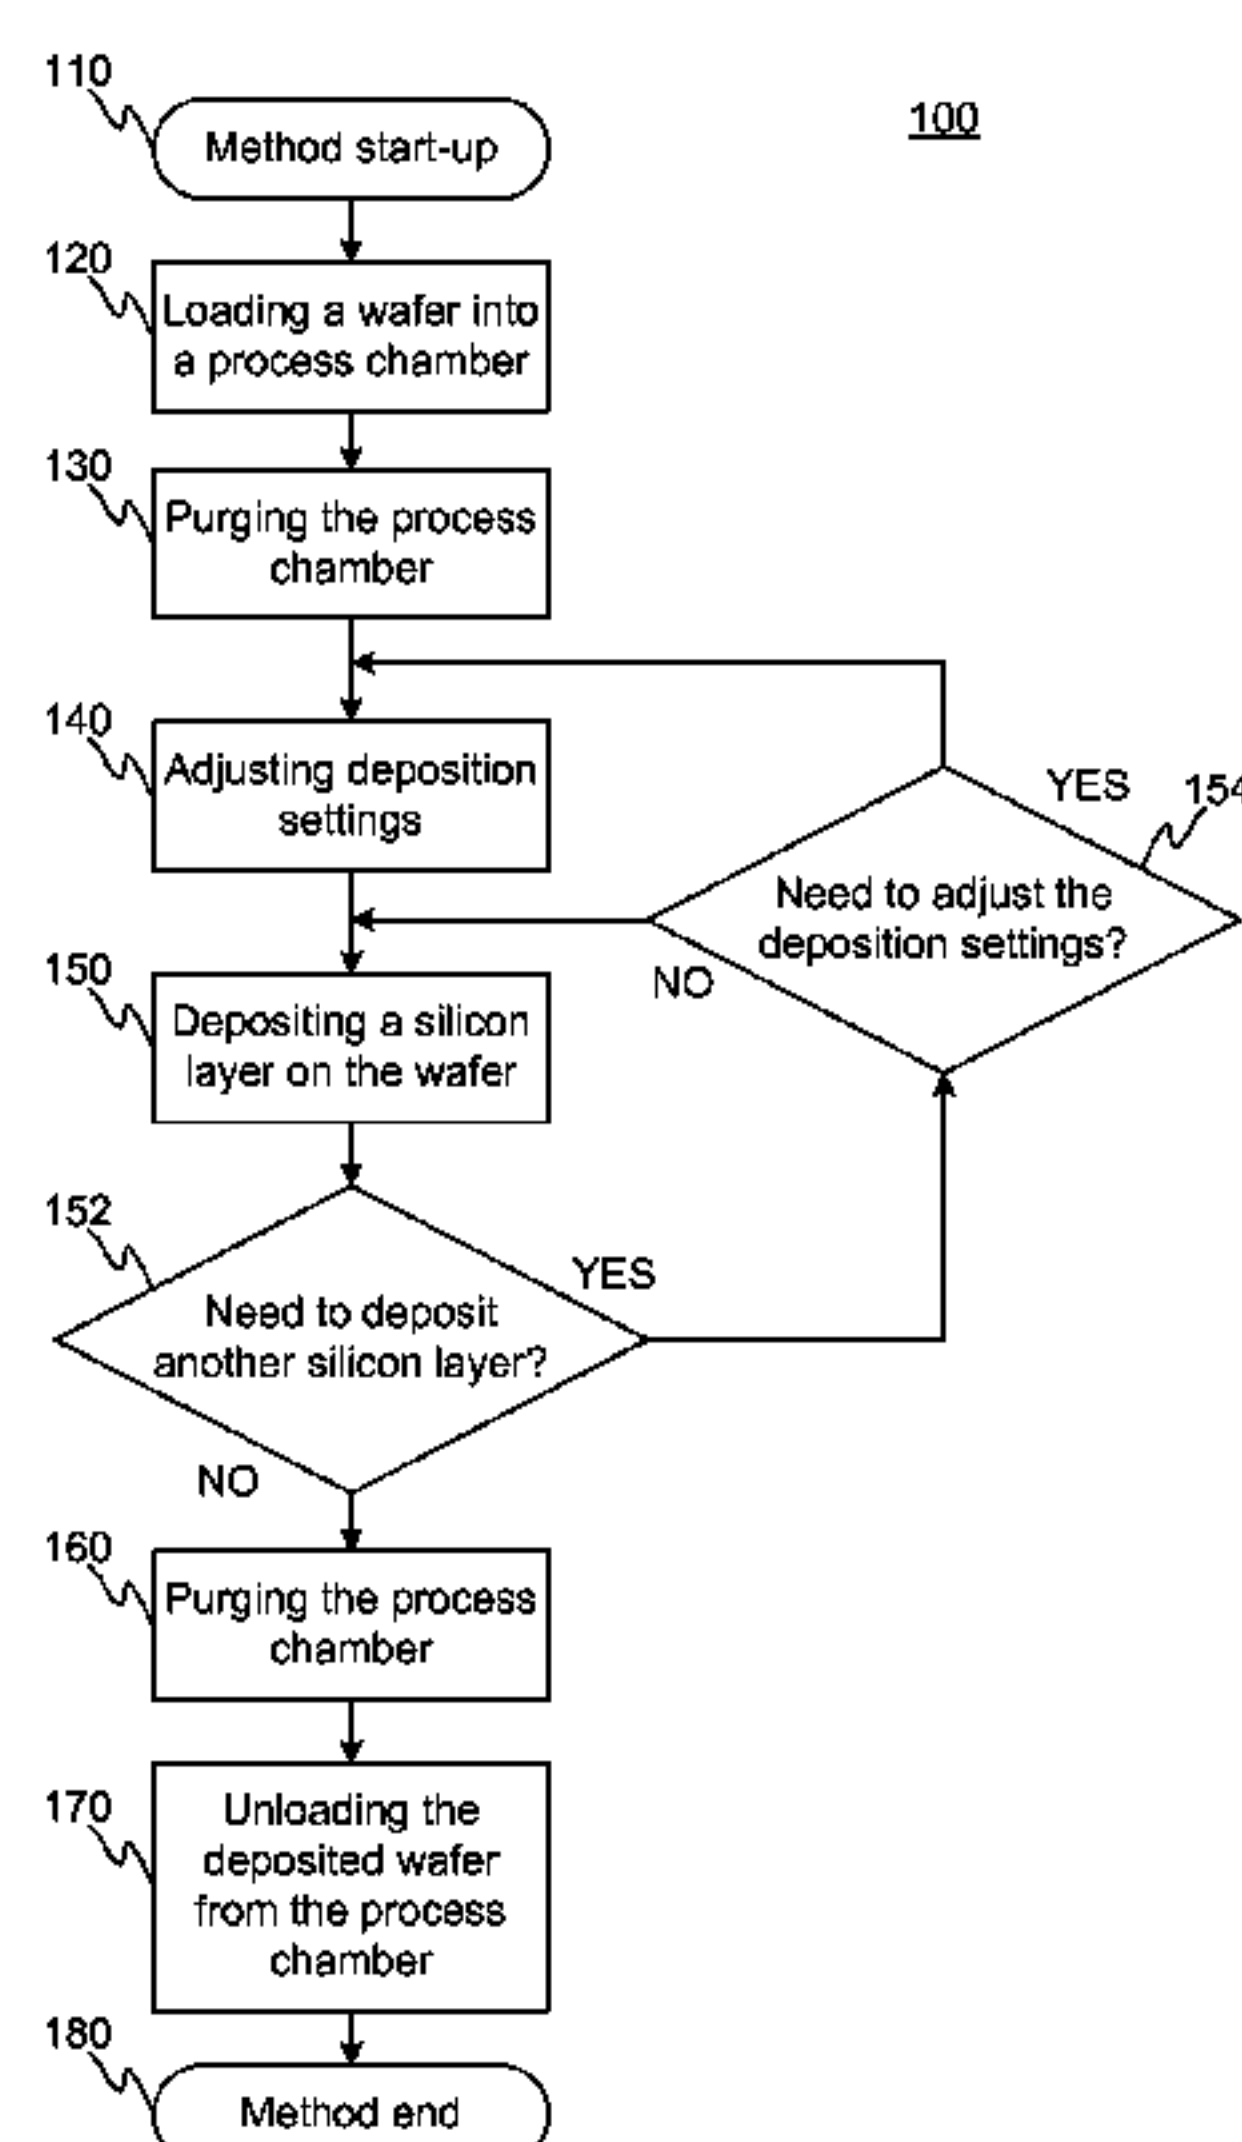 110
Method start-up
100
120
Loading a wafer into
a process chamber
130
Purging the process
chamber
140
Adjusting deposition
settings
YES
154
Need to adjust the
deposition settings?
NO
150
Depositing a silicon
layer on the wafer
152
YES
Need to deposit
another silicon layer?
NO
160
Purging the process
chamber
170
Unloading the
deposited wafer
from the process
chamber
180
Method end